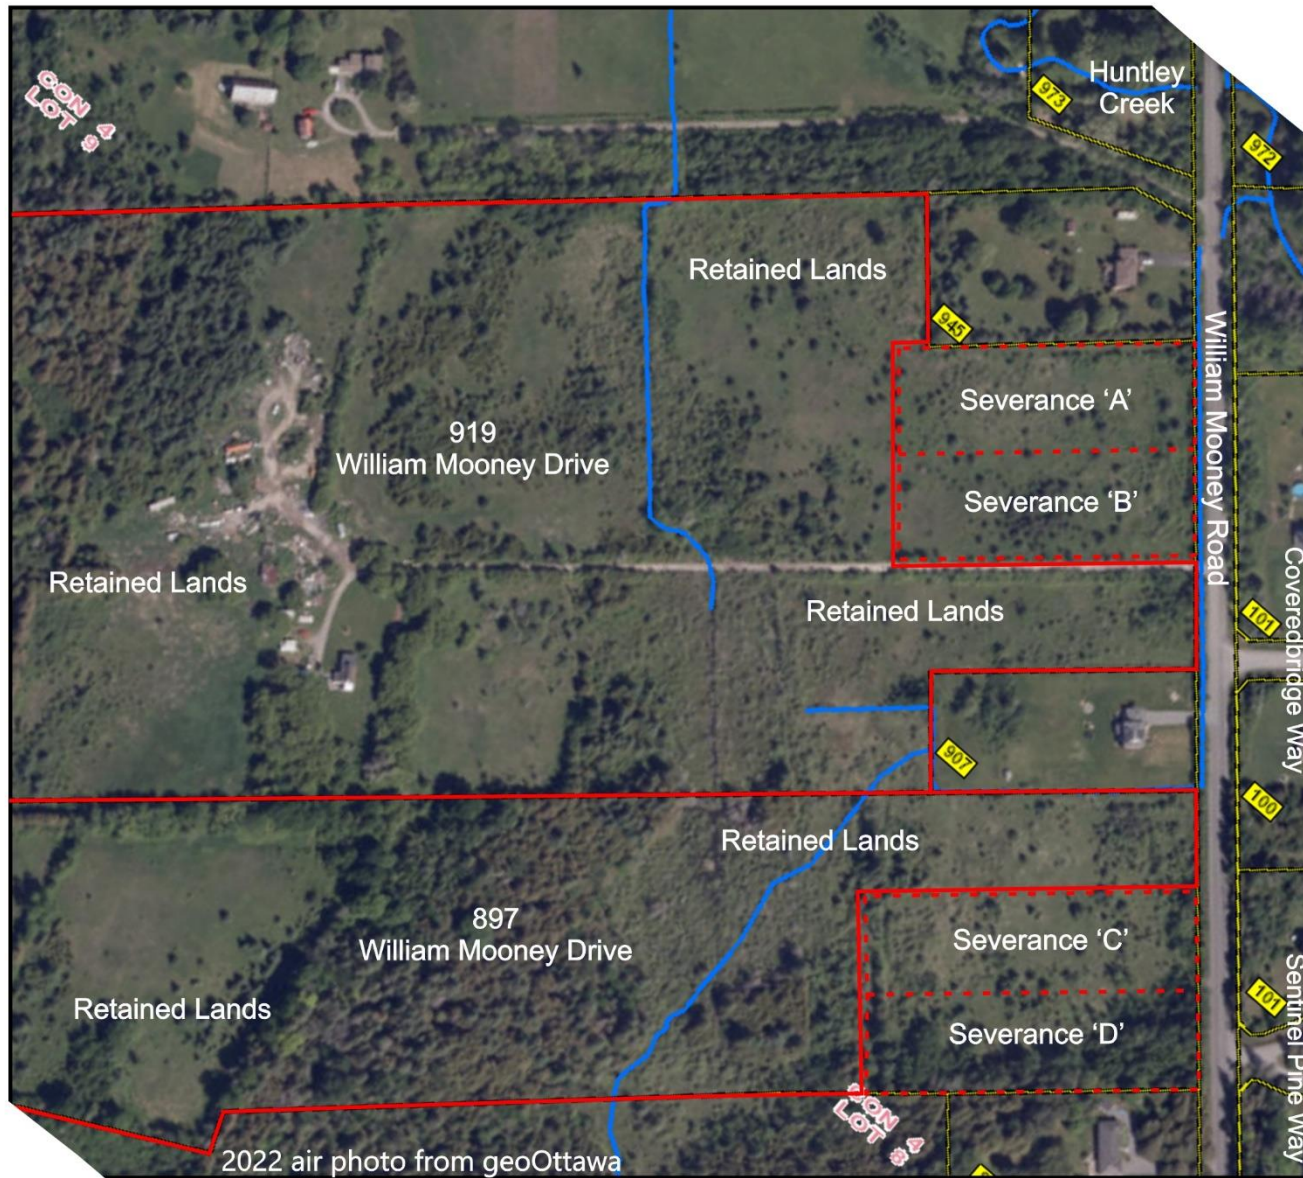 CON 4
LOT 9
973
Huntley
Creek
972
Retained Lands
945
William Mooney Road
Severance ‘A’
919
William Mooney Drive
Severance ‘B’
Retained Lands
Retained Lands
101
Coveredbridge Way
907
100
Retained Lands
897
William Mooney Drive
Severance ‘C’
Retained Lands
101
Sentinel Pine Way
Severance ‘D’
CON 4
LOT
2022 air photo from geoOttawa